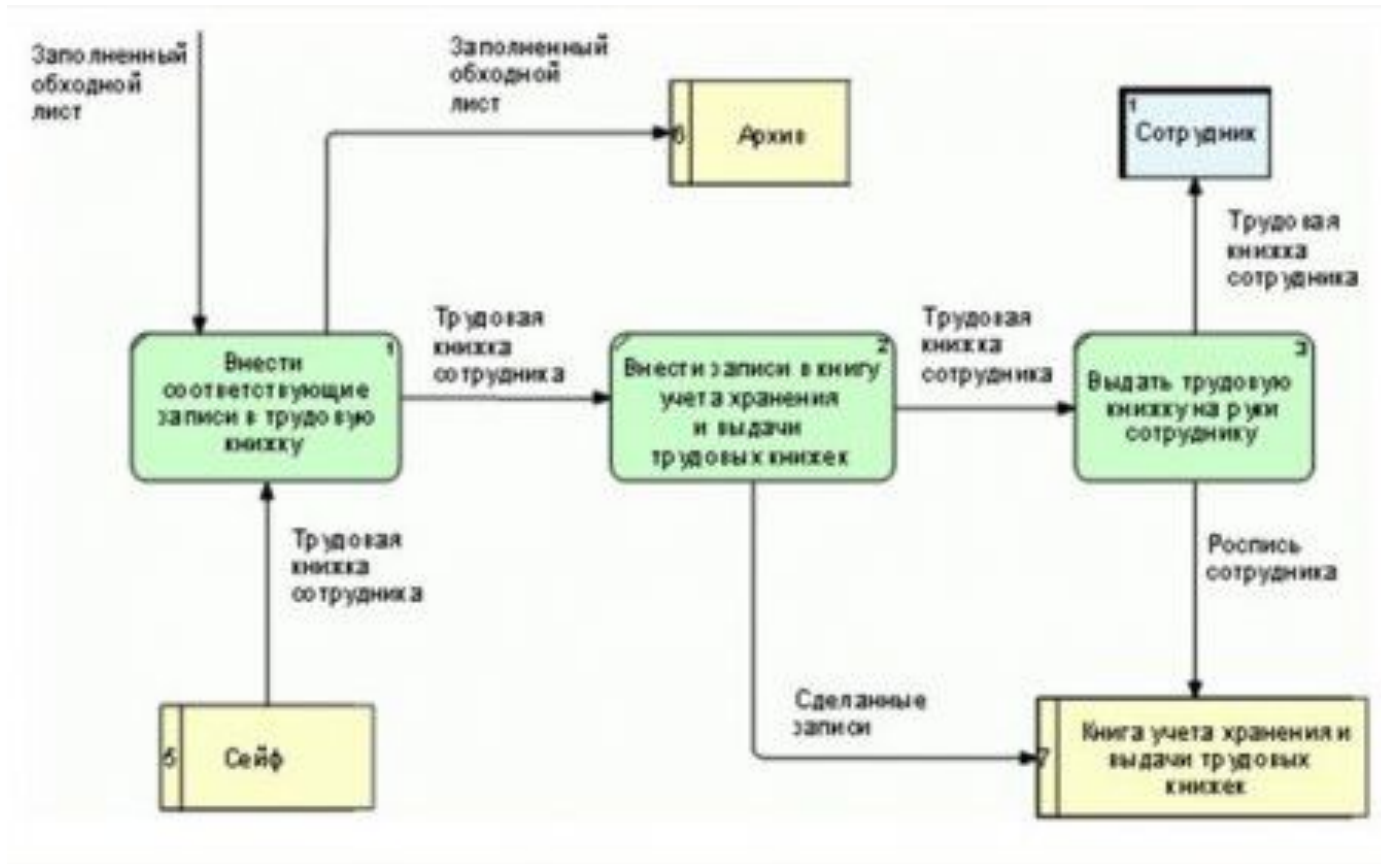 Заполненный
обходной
лист
Заполненный
обходной
лист
6
Архив
1
Сотрудник
Трудовая
книжка
сотрудника
1
Внести
соответствующие
записи в трудовую
книжку
Трудовая
книжка
сотрудника
2
Внести записи в книгу
учета хранения
и выдачи
трудовых книжек
Трудовая
книжка
сотрудника
3
Выдать трудовую
книжку на руки
сотруднику
Трудовая
книжка
сотрудника
Роспись
сотрудника
5
Сейф
Сделанные
записи
7
Книга учета хранения и
выдачи трудовых
книжек